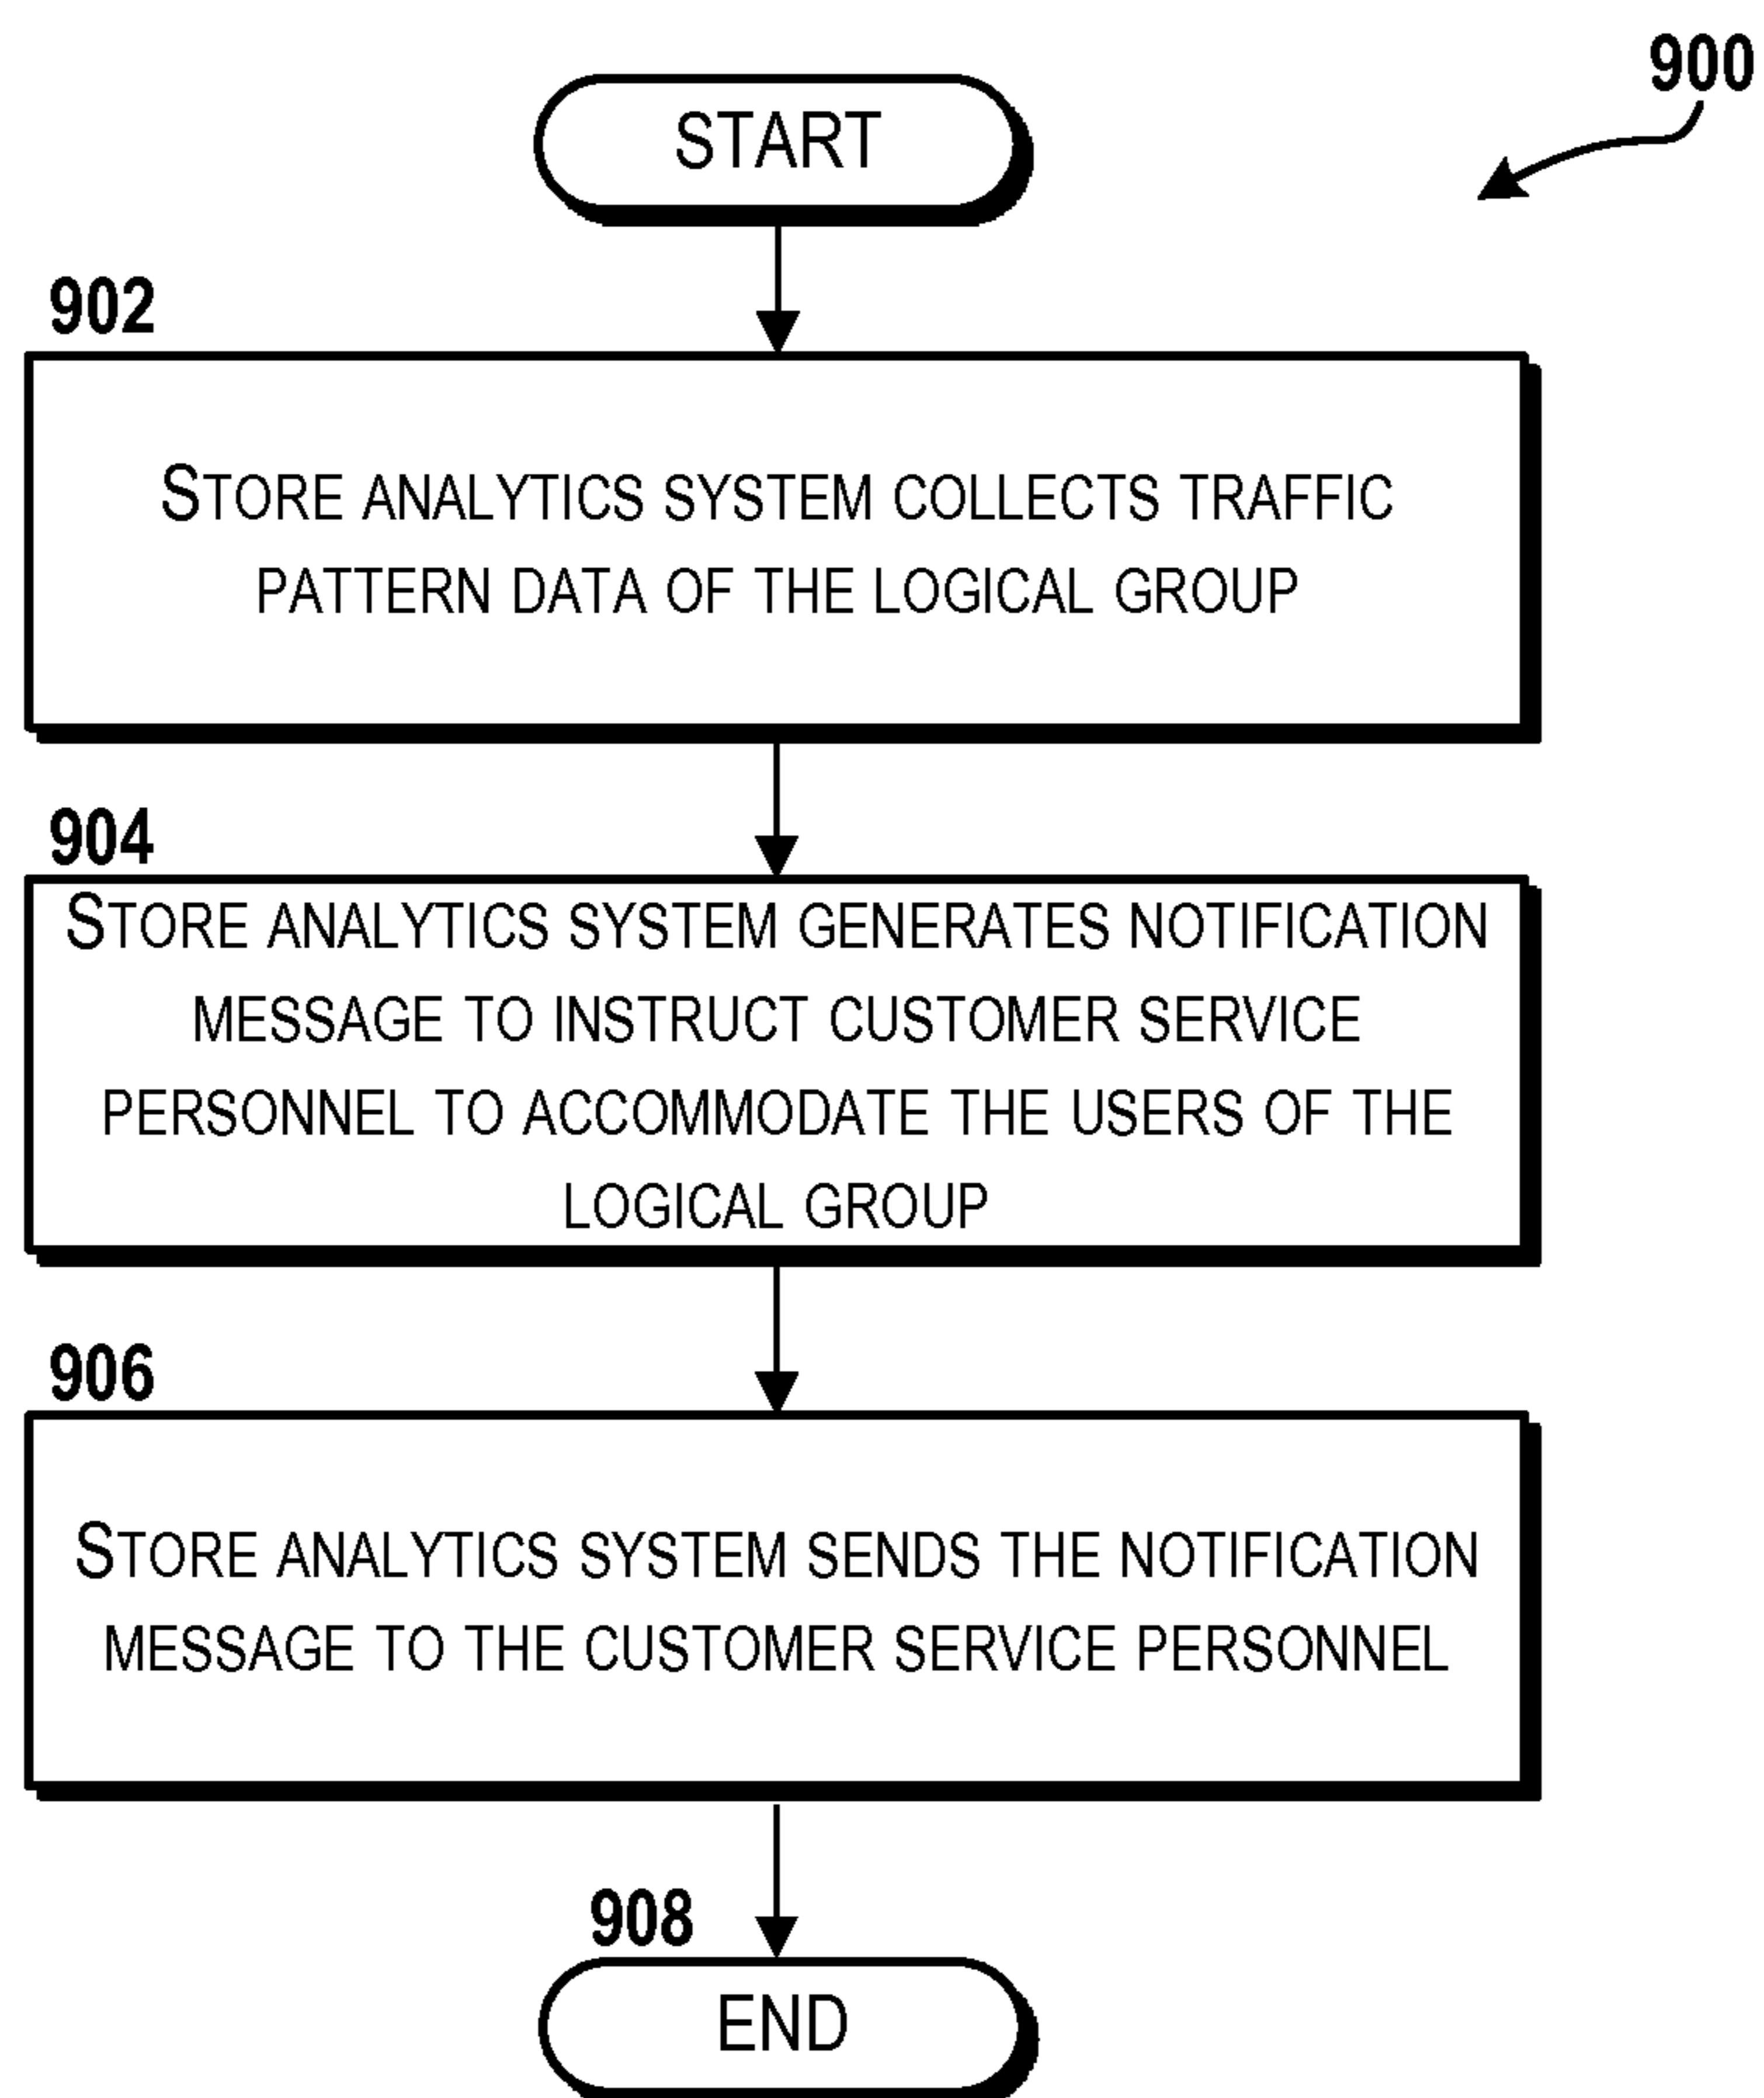 900
START
902
STORE ANALYTICS SYSTEM COLLECTS TRAFFIC
PATTERN DATA OF THE LOGICAL GROUP
904
STORE ANALYTICS SYSTEM GENERATES NOTIFICATION
MESSAGE TO INSTRUCT CUSTOMER SERVICE
PERSONNEL TO ACCOMMODATE THE USERS OF THE
LOGICAL GROUP
906
STORE ANALYTICS SYSTEM SENDS THE NOTIFICATION
MESSAGE TO THE CUSTOMER SERVICE PERSONNEL
908
END